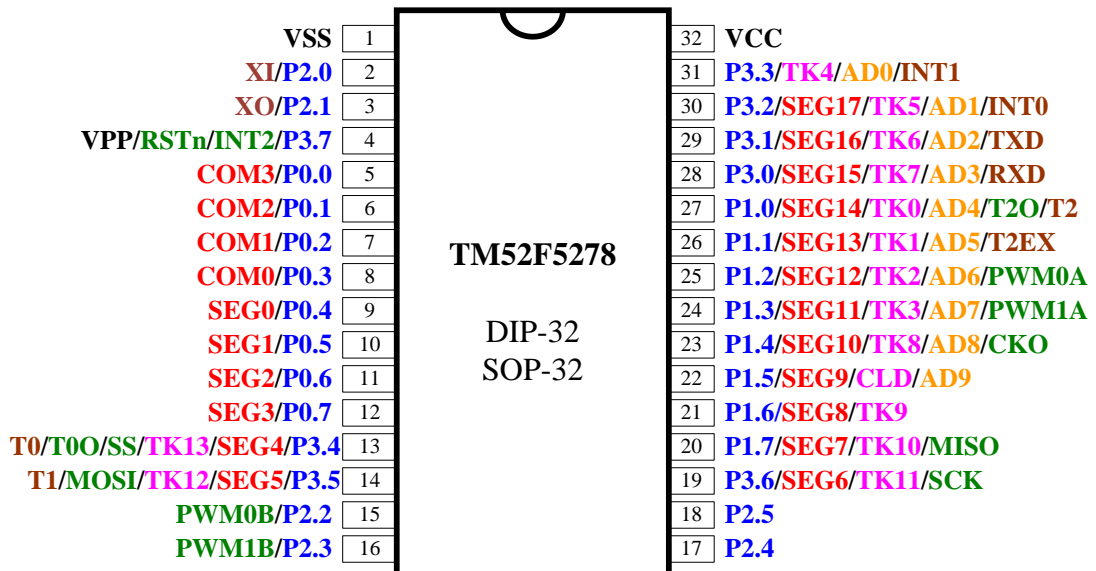 VSS 1
XI/P2.0 2
XO/P2.1 3
VPP/RSTn/INT2/P3.7 4
COM3/P0.0 5
COM2/P0.1 6
COM1/P0.2 7
COM0/P0.3 8
SEG0/P0.4 9
SEG1/P0.5 10
SEG2/P0.6 11
SEG3/P0.7 12
T0/T0O/SS/TK13/SEG4/P3.4 13
T1/MOSI/TK12/SEG5/P3.5 14
PWM0B/P2.2 15
PWM1B/P2.3 16
TM52F5278
DIP-32
SOP-32
32 VCC
31 P3.3/TK4/AD0/INT1
30 P3.2/SEG17/TK5/AD1/INT0
29 P3.1/SEG16/TK6/AD2/TXD
28 P3.0/SEG15/TK7/AD3/RXD
27 P1.0/SEG14/TK0/AD4/T2O/T2
26 P1.1/SEG13/TK1/AD5/T2EX
25 P1.2/SEG12/TK2/AD6/PWM0A
24 P1.3/SEG11/TK3/AD7/PWM1A
23 P1.4/SEG10/TK8/AD8/CKO
22 P1.5/SEG9/CLD/AD9
21 P1.6/SEG8/TK9
20 P1.7/SEG7/TK10/MISO
19 P3.6/SEG6/TK11/SCK
18 P2.5
17 P2.4